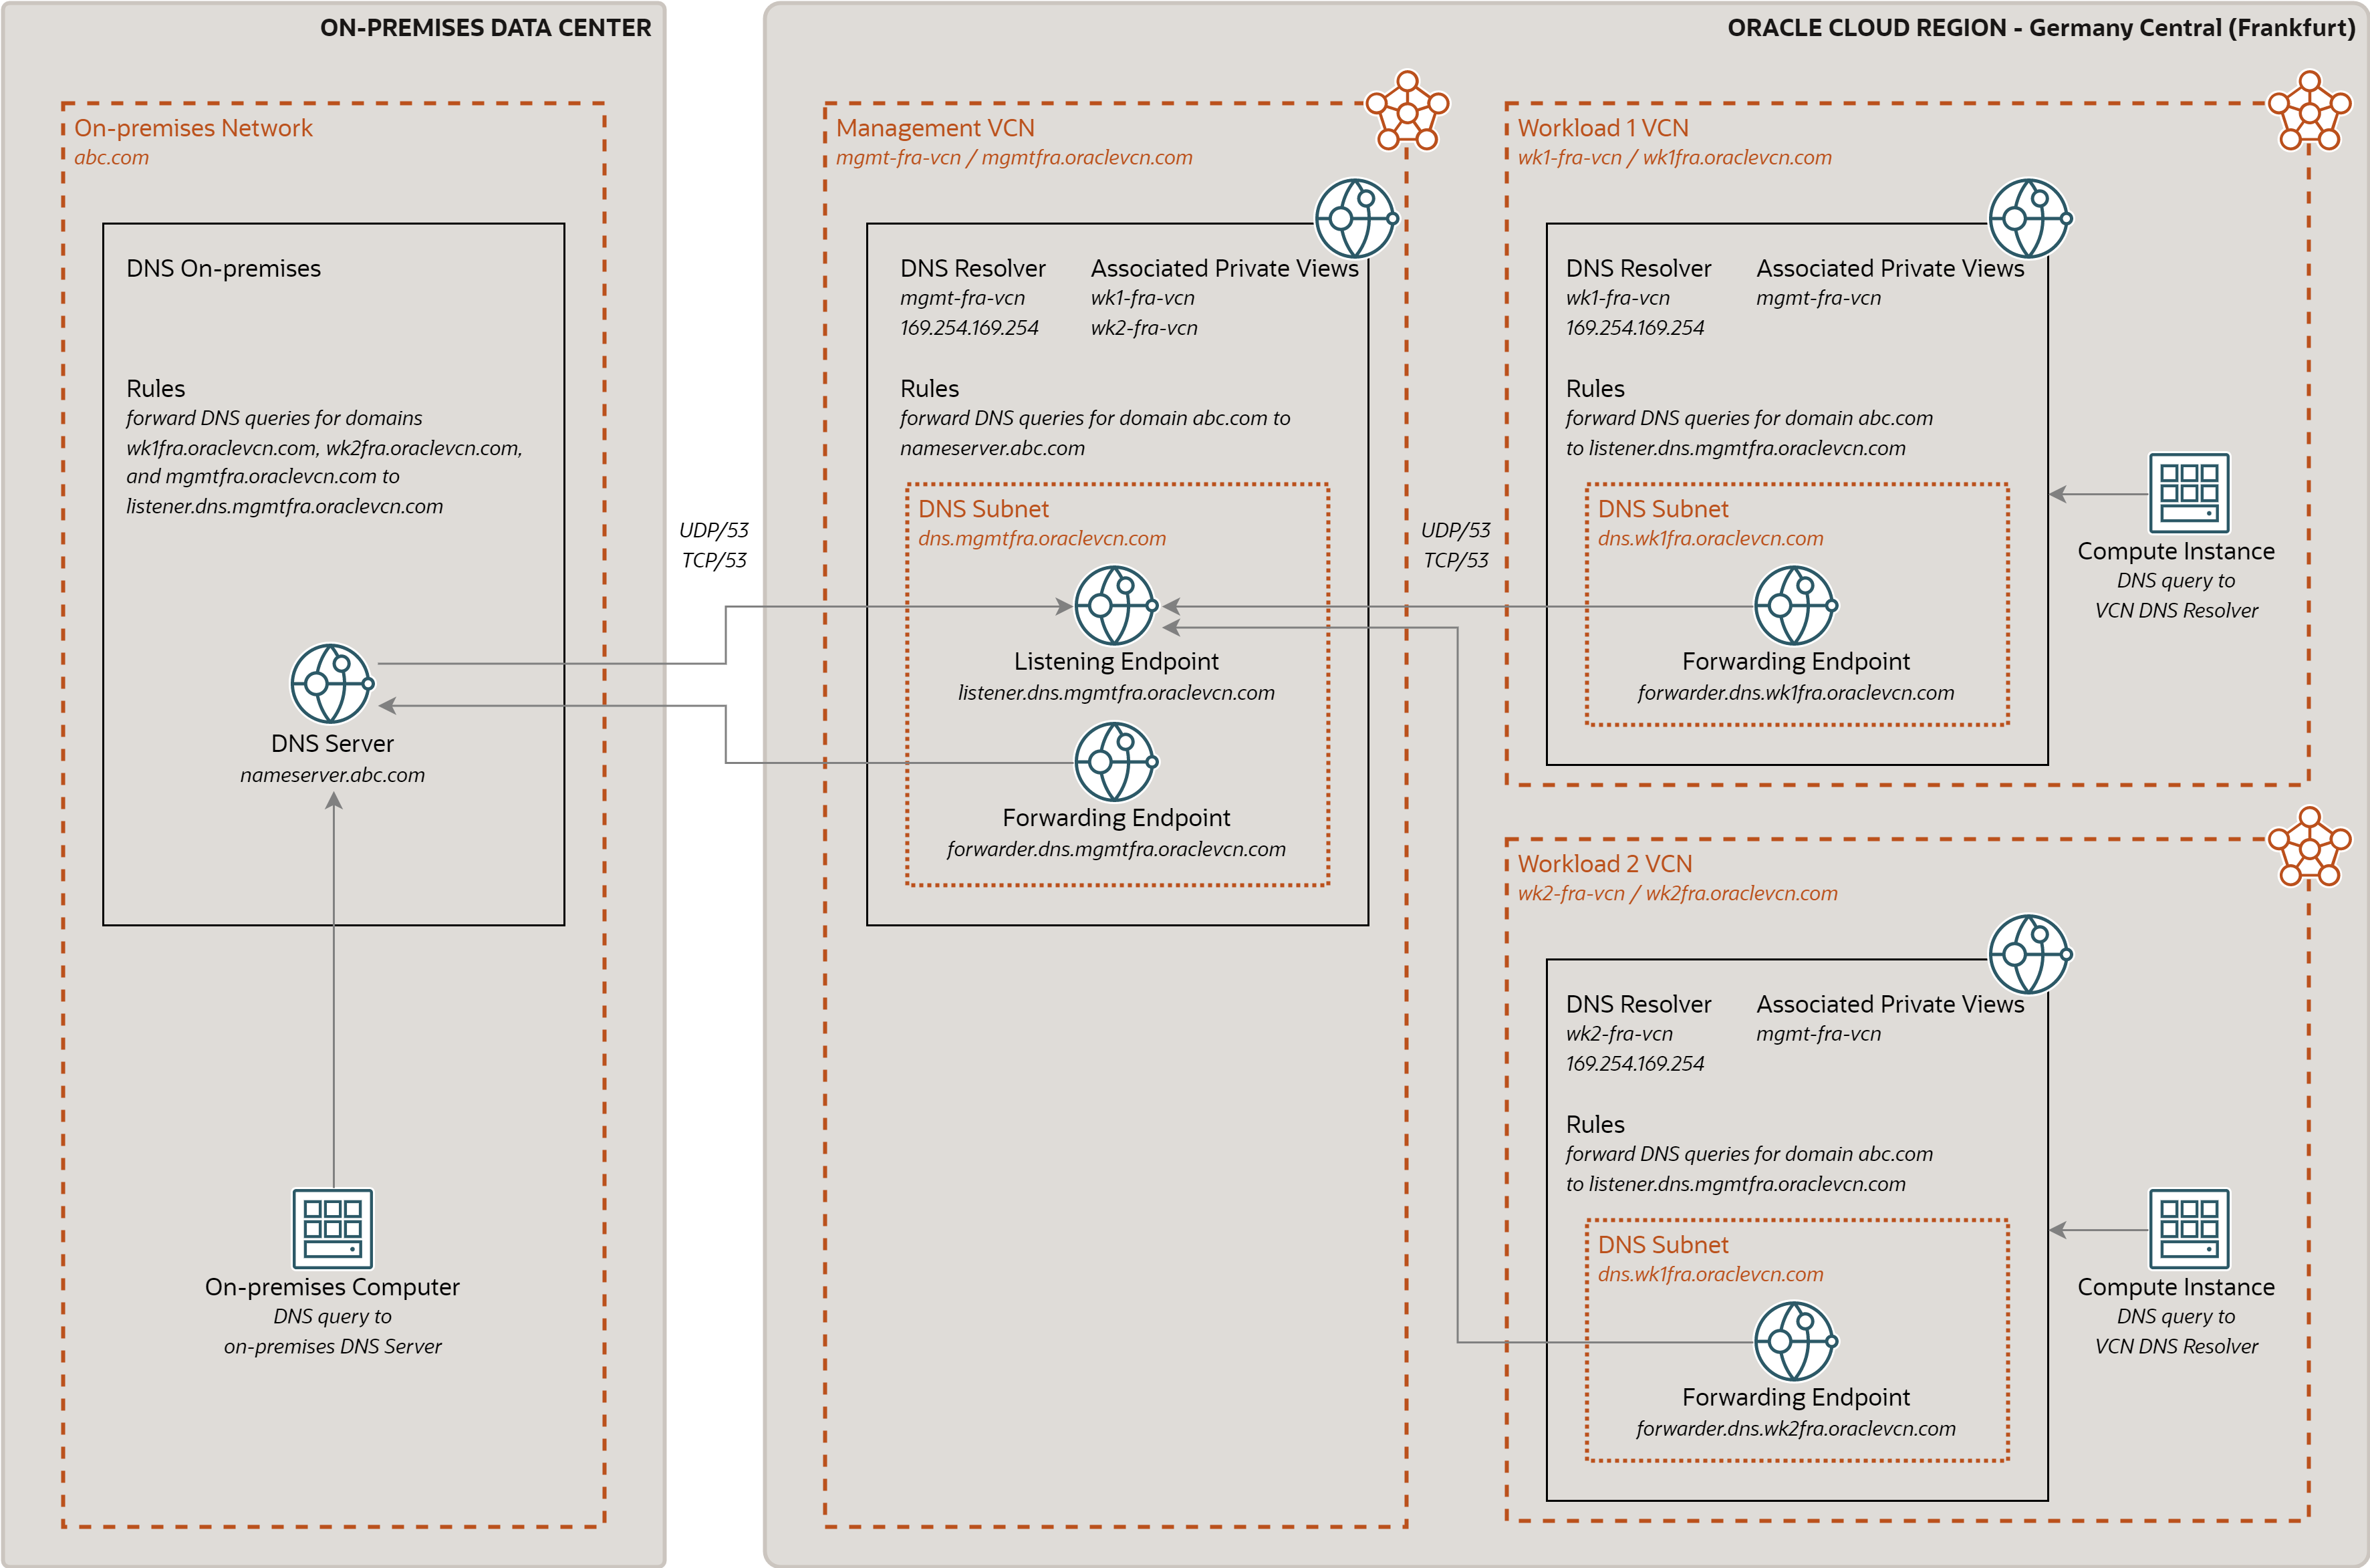 ON-PREMISES DATA CENTER
On-premises Network
abc.com
DNS On-premises
Rules
forward DNS queries for domains
wk1fra.oraclevcn.com, wk2fra.oraclevcn.com,
and mgmtfra.oraclevcn.com to
listener.dns.mgmtfra.oraclevcn.com
DNS Server
nameserver.abc.com
On-premises Computer
DNS query to
on-premises DNS Server
UDP/53
TCP/53
ORACLE CLOUD REGION - Germany Central (Frankfurt)
Management VCN
mgmt-fra-vcn / mgmtfra.oraclevcn.com
DNS Resolver
mgmt-fra-vcn
169.254.169.254
Associated Private Views
wk1-fra-vcn
wk2-fra-vcn
Rules
forward DNS queries for domain abc.com to
nameserver.abc.com
DNS Subnet
dns.mgmtfra.oraclevcn.com
Listening Endpoint
listener.dns.mgmtfra.oraclevcn.com
Forwarding Endpoint
forwarder.dns.mgmtfra.oraclevcn.com
UDP/53
TCP/53
Workload 1 VCN
wk1-fra-vcn / wk1fra.oraclevcn.com
DNS Resolver
wk1-fra-vcn
169.254.169.254
Associated Private Views
mgmt-fra-vcn
Rules
forward DNS queries for domain abc.com
to listener.dns.mgmtfra.oraclevcn.com
DNS Subnet
dns.wk1fra.oraclevcn.com
Forwarding Endpoint
forwarder.dns.wk1fra.oraclevcn.com
Compute Instance
DNS query to
VCN DNS Resolver
Workload 2 VCN
wk2-fra-vcn / wk2fra.oraclevcn.com
DNS Resolver
wk2-fra-vcn
169.254.169.254
Associated Private Views
mgmt-fra-vcn
Rules
forward DNS queries for domain abc.com
to listener.dns.mgmtfra.oraclevcn.com
DNS Subnet
dns.wk1fra.oraclevcn.com
Forwarding Endpoint
forwarder.dns.wk2fra.oraclevcn.com
Compute Instance
DNS query to
VCN DNS Resolver